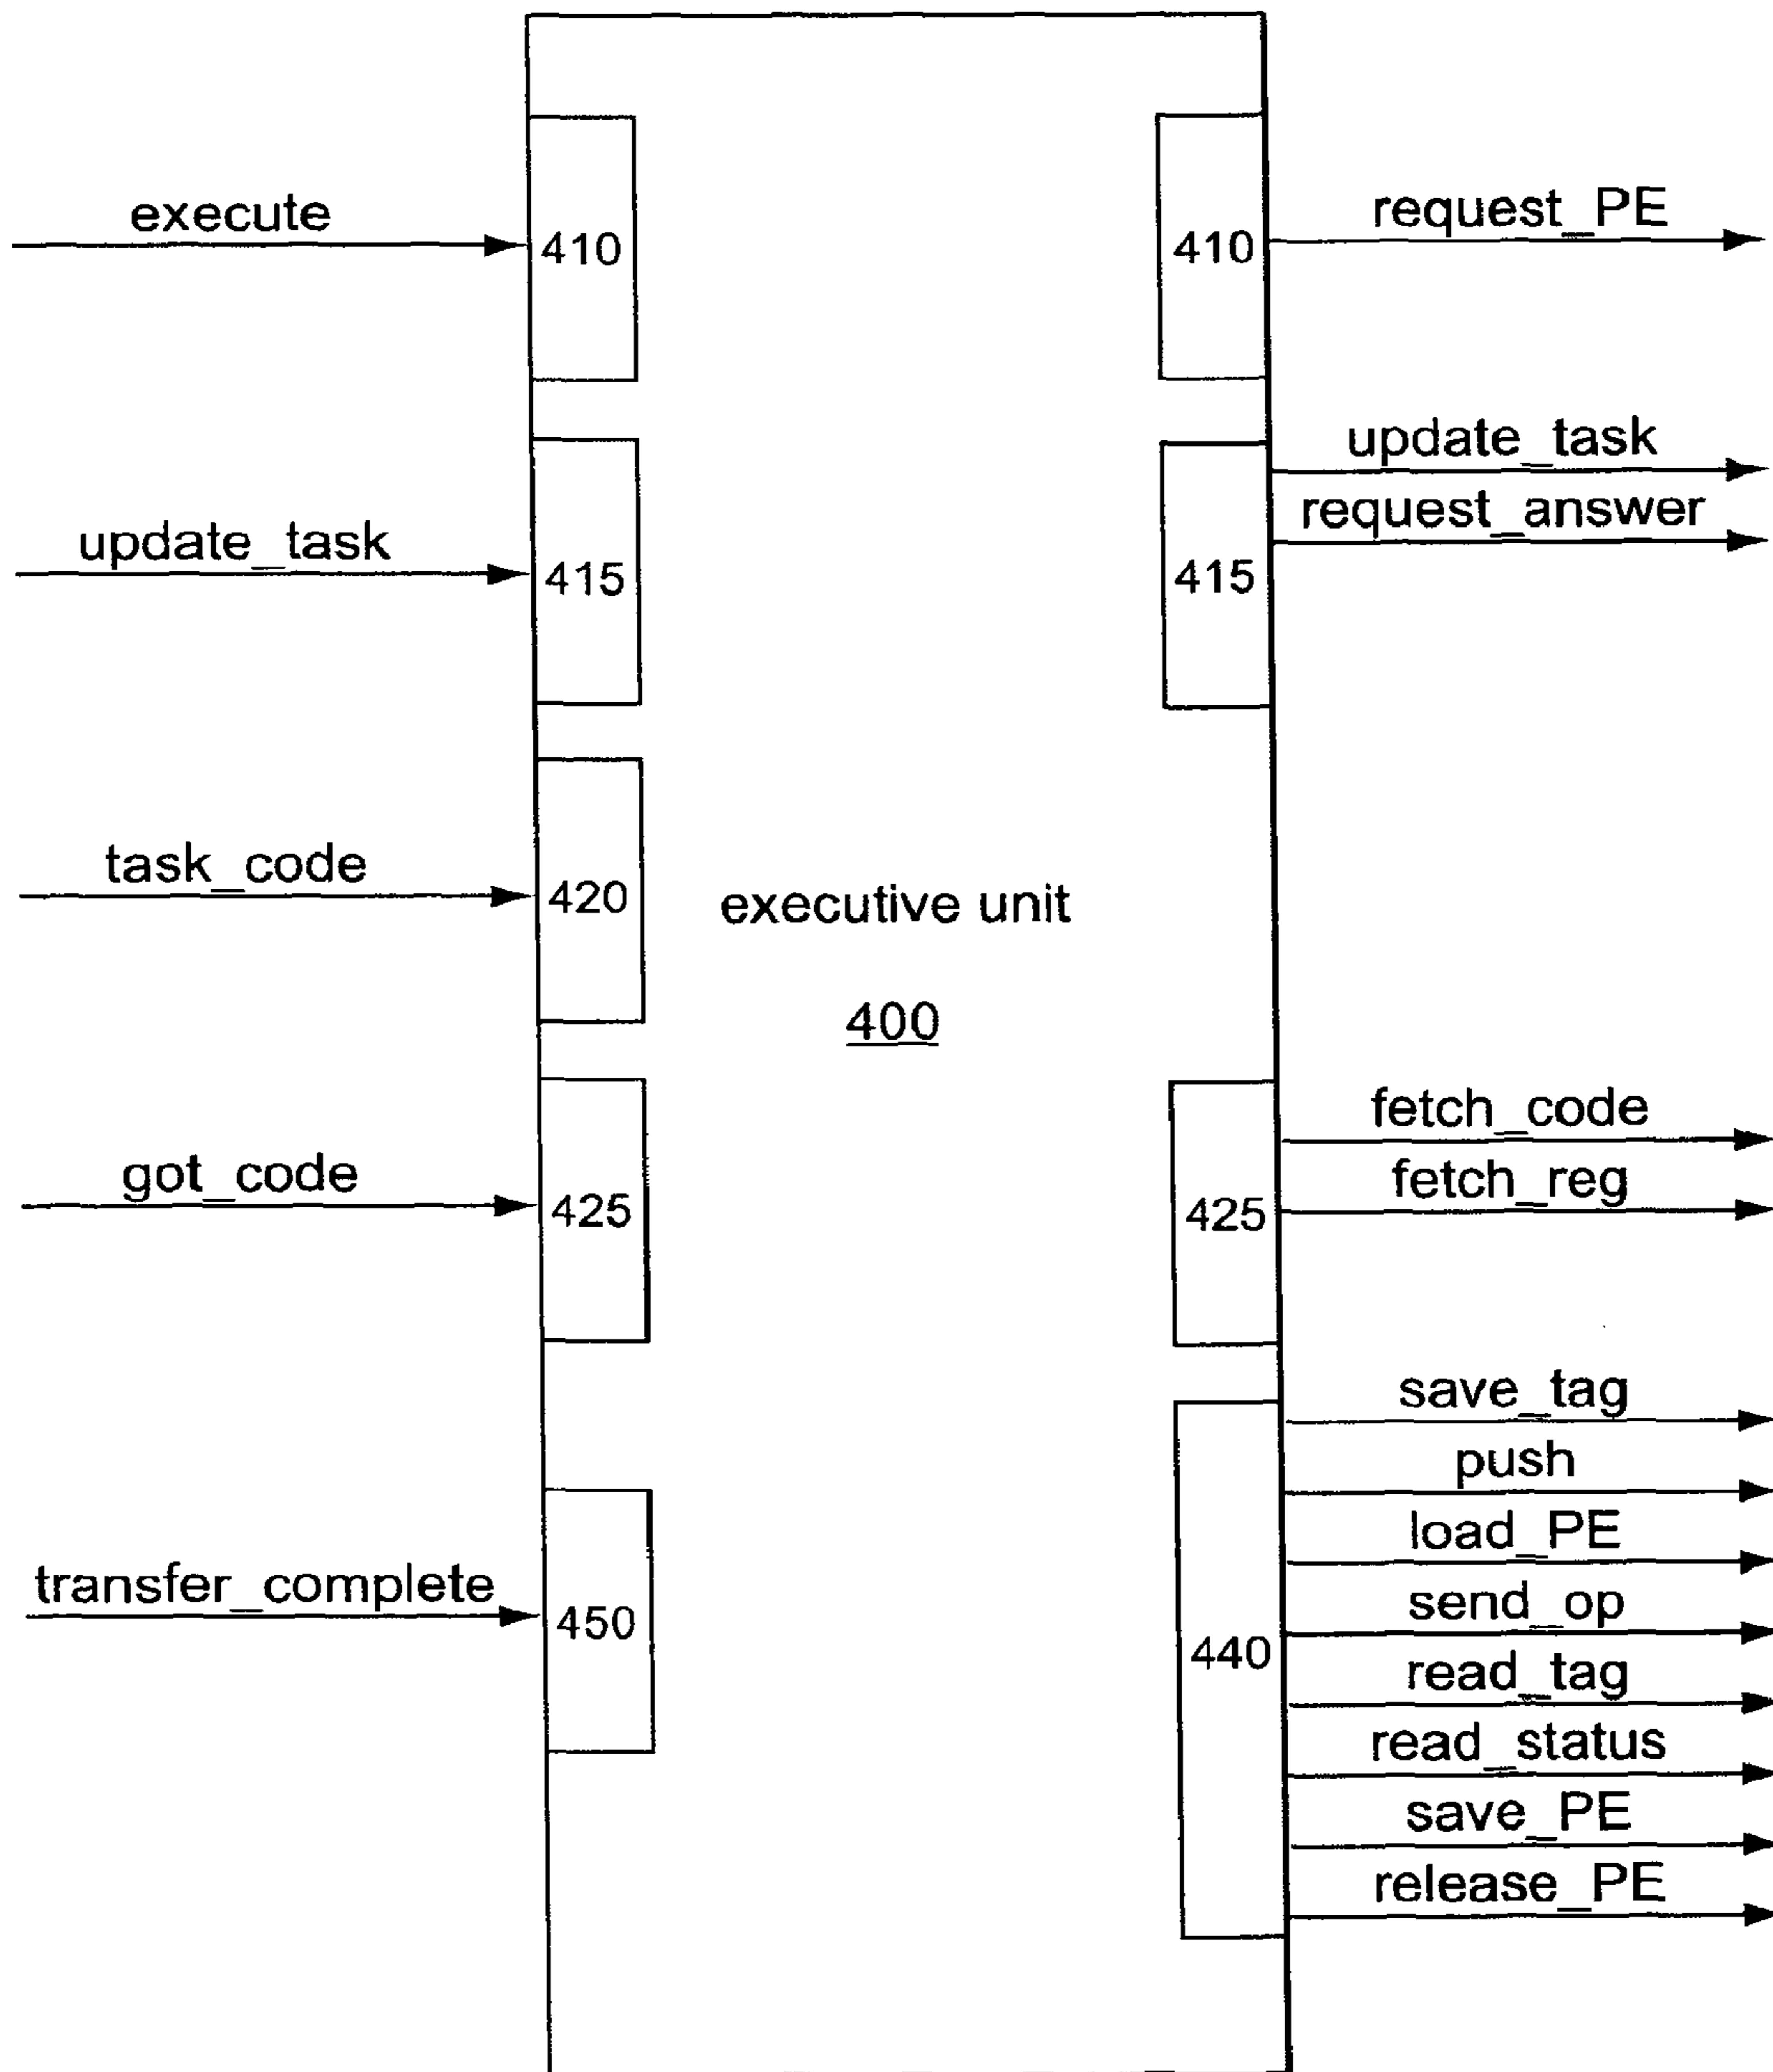 execute
410
410
request_PE
update_task
request_answer
update_task
415
415
task_code
420
executive unit
400
fetch_code
fetch_reg
got_code
425
425
save_tag
push
load_PE
send_op
read_tag
read_status
save_PE
release_PE
transfer_complete
450
440